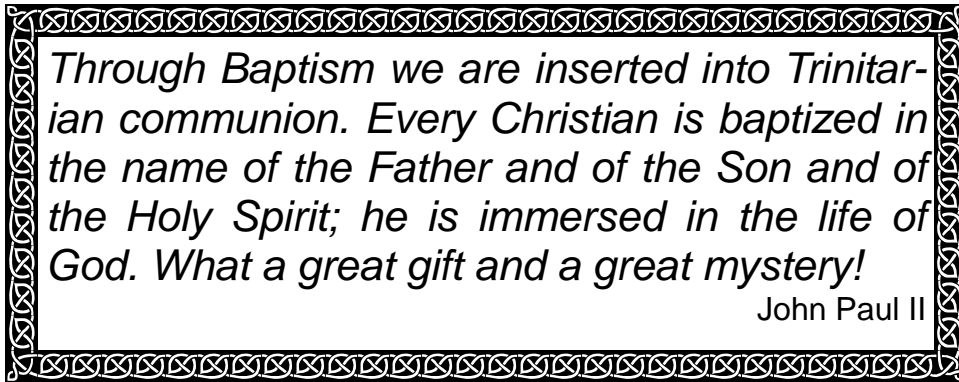 Through Baptism we are inserted into Trinitar-
ian communion. Every Christian is baptized in
the name of the Father and of the Son and of
the Holy Spirit; he is immersed in the life of
God. What a great gift and a great mystery!
John Paul II